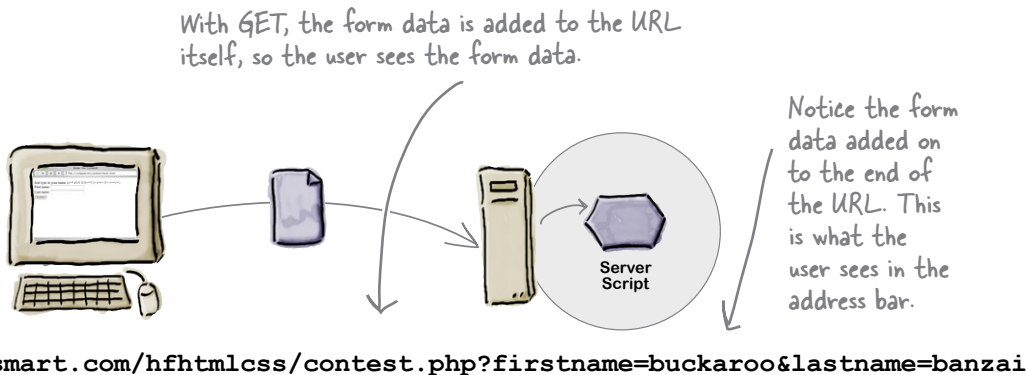 With GET, the form data is added to the URL
itself, so the user sees the form data.
Notice the form
data added on
to the end of
the URL. This
is what the
user sees in the
address bar.
Server
Script
smart.com/hfhtmlcss/contest.php?firstname=buckaroo&lastname=banzai